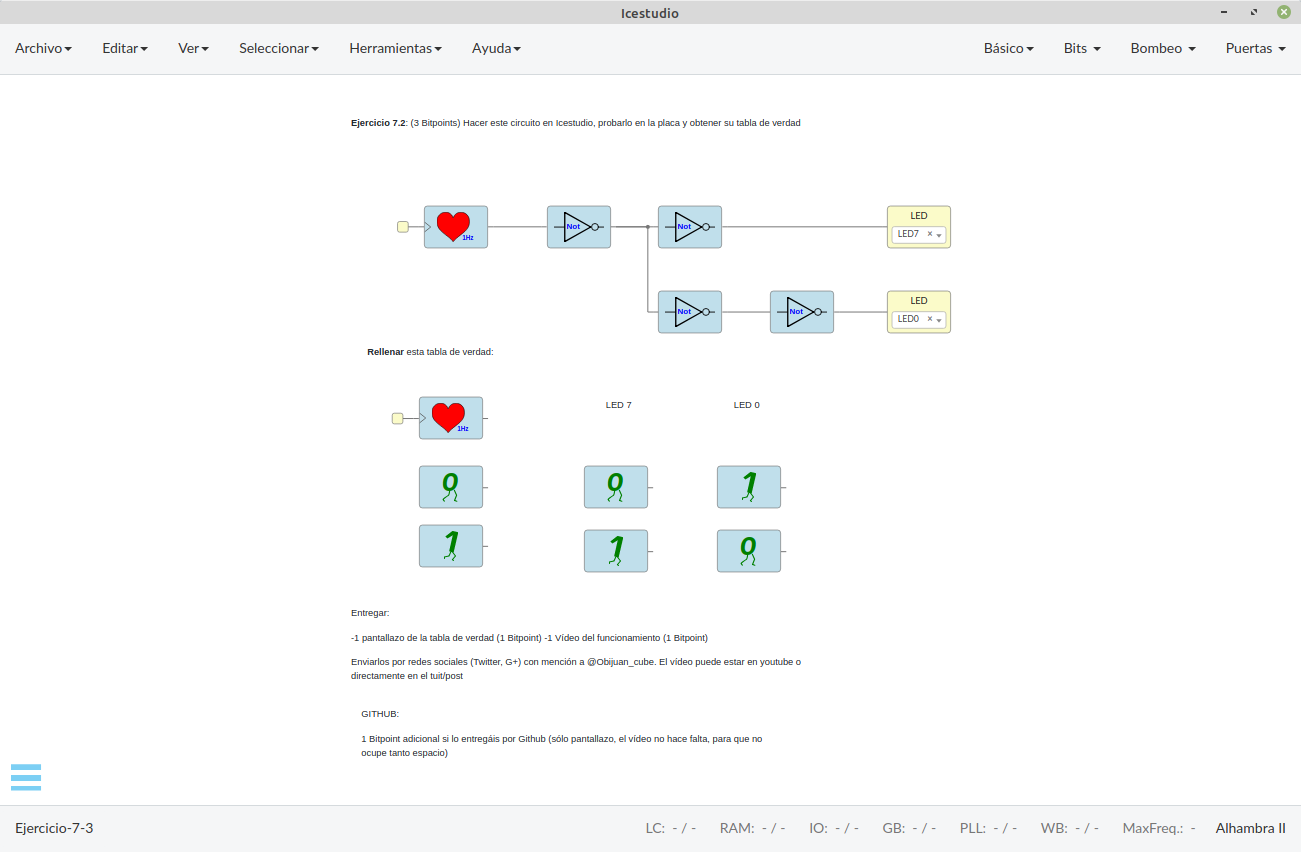 Icestudio
Archivo Editar Ver Seleccionar Herramientas Ayuda Básico Bits Bombeo Puertas
Ejercicio 7.2: (3 Bitpoints) Hacer este circuito en Icestudio, probarlo en la placa y obtener su tabla de verdad
1Hz
Not
Not
LED
LED7 ×
Not
Not
LED
LED0 ×
Rellenar esta tabla de verdad:
1Hz
LED 7
LED 0
0 0 1
1 1 0
Entregar:
-1 pantallazo de la tabla de verdad (1 Bitpoint) -1 Vídeo del funcionamiento (1 Bitpoint)
Enviarlos por redes sociales (Twitter, G+) con mención a @Obijuan_cube. El vídeo puede estar en youtube o
directamente en el tuit/post
GITHUB:
1 Bitpoint adicional si lo entregáis por Github (sólo pantallazo, el vídeo no hace falta, para que no
ocupe tanto espacio)
Ejercicio-7-3 LC: - / - RAM: - / - IO: - / - GB: - / - PLL: - / - WB: - / - MaxFreq.: - Alhambra II